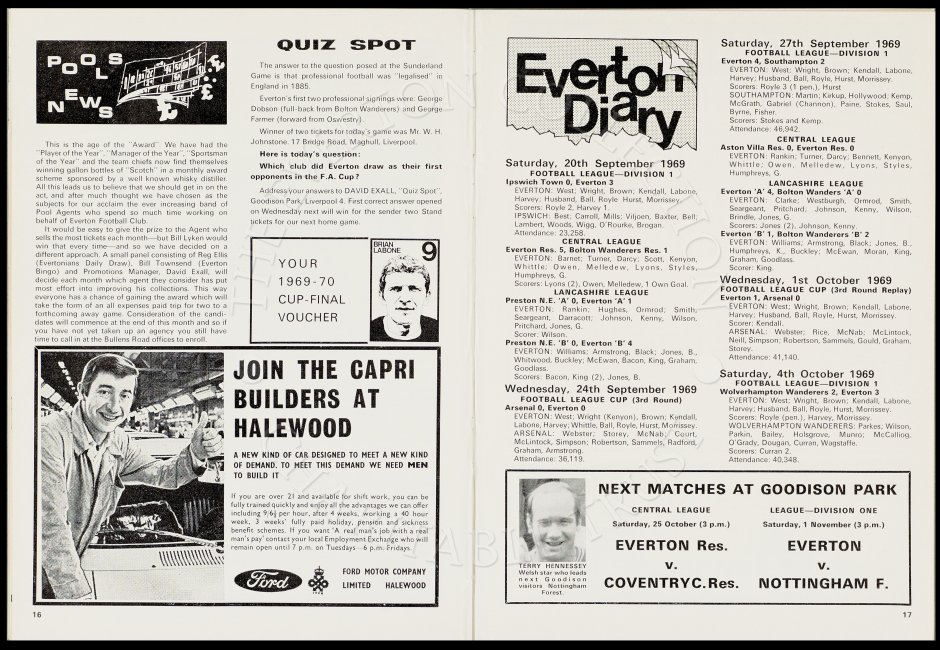 POOLS
NEWS
This is the age of the "Award". We have had the
"Player of the Year", "Manager of the Year", "Sportsman
of the Year" and the team chiefs now find themselves
winning gallon bottles of "Scotch" in a monthly award
scheme sponsored by a well known whisky distiller.
All this leads us to believe that we should get in on the
act, and after much thought we have chosen as the
subjects for our acclaim the ever increasing band of
Pool Agents who spend so much time working on
behalf of Everton Football Club.
It would be easy to give the prize to the Agent who
sells the most tickets each month—but Bill Lyken would
win that every time—and so we have decided on a
different approach. A small panel consisting of Reg Ellis
(Evertonians Daily Draw), Bill Townsend (Everton
Bingo) and Promotions Manager, David Exall, will
decide each month which agent they consider has put
most effort into improving his collections. This way
everyone has a chance of gaining the award which will
take the form of an all expenses paid trip for two to a
forthcoming away game. Consideration of the candi-
dates will commence at the end of this month and so if
you have not yet taken up an agency you still have
time to call in at the Bullens Road offices to enroll.
QUIZ SPOT
The answer to the question posed at the Sunderland
Game is that professional football was "legalised" in
England in 1885.
Everton's first two professional signings were: George
Dobson (full-back from Bolton Wanderers) and George
Farmer (forward from Oswestry).
Winner of two tickets for today's game was Mr. W. H.
Johnstone, 17 Bridge Road, Maghull, Liverpool.
Here is today's question:
Which club did Everton draw as their first
opponents in the F.A. Cup?
Address your answers to DAVID EXALL, "Quiz Spot",
Goodison Park, Liverpool 4. First correct answer opened
on Wednesday next will win for the sender two Stand
tickets for our next home game.
YOUR
1969-70
CUP-FINAL
VOUCHER
BRIAN
LABONE
9
JOIN THE CAPRI
BUILDERS AT
HALEWOOD
A NEW KIND OF CAR DESIGNED TO MEET A NEW KIND
OF DEMAND. TO MEET THIS DEMAND WE NEED MEN
TO BUILD IT
If you are over 21 and available for shift work, you can be
fully trained quickly and enjoy all the advantages we can offer
including 9/6½ per hour, after 4 weeks, working a 40 hour
week, 3 weeks' fully paid holiday, pension and sickness
benefit schemes. If you want 'A real man's job with a real
man's pay' contact your local Employment Exchange who will
remain open until 7 p.m. on Tuesdays—6 p.m. Fridays.
Ford
FORD MOTOR COMPANY
LIMITED HALEWOOD
16
Everton
Diary
Saturday, 20th September 1969
FOOTBALL LEAGUE—DIVISION 1
Ipswich Town 0, Everton 3
EVERTON: West; Wright, Brown; Kendall, Labone,
Harvey; Husband, Ball, Royle Hurst, Morrissey.
Scorers: Royle 2, Harvey 1.
IPSWICH: Best; Carroll, Mills; Viljoen, Baxter, Bell;
Lambert, Woods, Wigg, O'Rourke, Brogan.
Attendance: 23,258.
CENTRAL LEAGUE
Everton Res. 5, Bolton Wanderers Res. 1
EVERTON: Barnet; Turner, Darcy; Scott, Kenyon,
Whittle; Owen, Melledew, Lyons, Styles,
Humphreys, G.
Scorers: Lyons (2), Owen, Melledew, 1 Own Goal.
LANCASHIRE LEAGUE
Preston N.E. 'A' 0, Everton 'A' 1
EVERTON: Rankin; Hughes, Ormrod; Smith,
Seargeant, Darracott; Johnson, Kenny, Wilson,
Pritchard, Jones, G.
Scorer: Wilson.
Preston N.E. 'B' 0, Everton 'B' 4
EVERTON: Williams; Armstrong, Black; Jones, B.,
Whitwood, Buckley; McEwan, Bacon, King, Graham,
Goodlass.
Scorers: Bacon, King (2), Jones, B.
Wednesday, 24th September 1969
FOOTBALL LEAGUE CUP (3rd Round)
Arsenal 0, Everton 0
EVERTON: West; Wright (Kenyon), Brown; Kendall,
Labone, Harvey; Whittle, Ball, Royle, Hurst, Morrissey.
ARSENAL: Webster; Storey, McNab; Court,
McLintock, Simpson; Robertson, Sammels, Radford,
Graham, Armstrong.
Attendance: 36,119.
Saturday, 27th September 1969
FOOTBALL LEAGUE—DIVISION 1
Everton 4, Southampton 2
EVERTON: West; Wright, Brown; Kendall, Labone,
Harvey; Husband, Ball, Royle, Hurst, Morrissey.
Scorers: Royle 3 (1 pen.), Hurst
SOUTHAMPTON: Martin; Kekup, Hollywood; Kemp,
McGrath, Gabriel (Channon), Paine, Stokes, Saul,
Byrne, Fisher.
Scorers: Stokes and Kemp.
Attendance: 46,942.
CENTRAL LEAGUE
Aston Villa Res. 0, Everton Res. 0
EVERTON: Rankin; Turner, Darcy; Bennett, Kenyon,
Whittle; Owen, Melledew, Lyons, Styles,
Humphreys, G.
LANCASHIRE LEAGUE
Everton 'A' 4, Bolton Wanders 'A' 0
EVERTON: Clarke; Westburgh, Ormrod, Smith,
Seargeant, Pritchard, Johnson, Kenny, Wilson,
Brindle, Jones, G.
Scorers: Jones (2), Johnson, Kenny.
Everton 'B' 1, Bolton Wanderers 'B' 2
EVERTON: Williams; Armstrong, Black; Jones, B.,
Humphreys, K., Buckley; McEwan, Moran, King,
Graham, Goodlass.
Scorer: King.
Wednesday, 1st October 1969
FOOTBALL LEAGUE CUP (3rd Round Replay)
Everton 1, Arsenal 0
EVERTON: West; Wright, Brown; Kendall, Labone,
Harvey; Husband, Ball, Royle, Hurst, Morrissey.
Scorer: Kendall.
ARSENAL: Webster; Rice, McNab; McLintock,
Neill, Simpson; Robertson, Sammels, Gould, Graham,
Storey.
Attendance: 41,140.
Saturday, 4th October 1969
FOOTBALL LEAGUE—DIVISION 1
Wolverhampton Wanderers 2, Everton 3
EVERTON: West; Wright, Brown; Kendall, Labone,
Harvey; Husband, Ball, Royle, Hurst, Morrissey.
Scorers: Royle (pen.), Hurst, Morrissey.
WOLVERHAMPTON WANDERERS: Parkes; Wilson,
Parkin, Bailey, Holsgrove, Munro; McCalling,
O'Grady, Dougan, Curran, Wagstaffe.
Scorers: Curran 2.
Attendance: 40,348.
TERRY HENNESSEY
Welsh star who leads
next Goodison
visitors Nottingham
Forest.
NEXT MATCHES AT GOODISON PARK
CENTRAL LEAGUE
Saturday, 25 October (3 p.m.)
EVERTON Res.
v.
COVENTRYC.Res.
LEAGUE—DIVISION ONE
Saturday, 1 November (3 p.m.)
EVERTON
v.
NOTTINGHAM F.
17